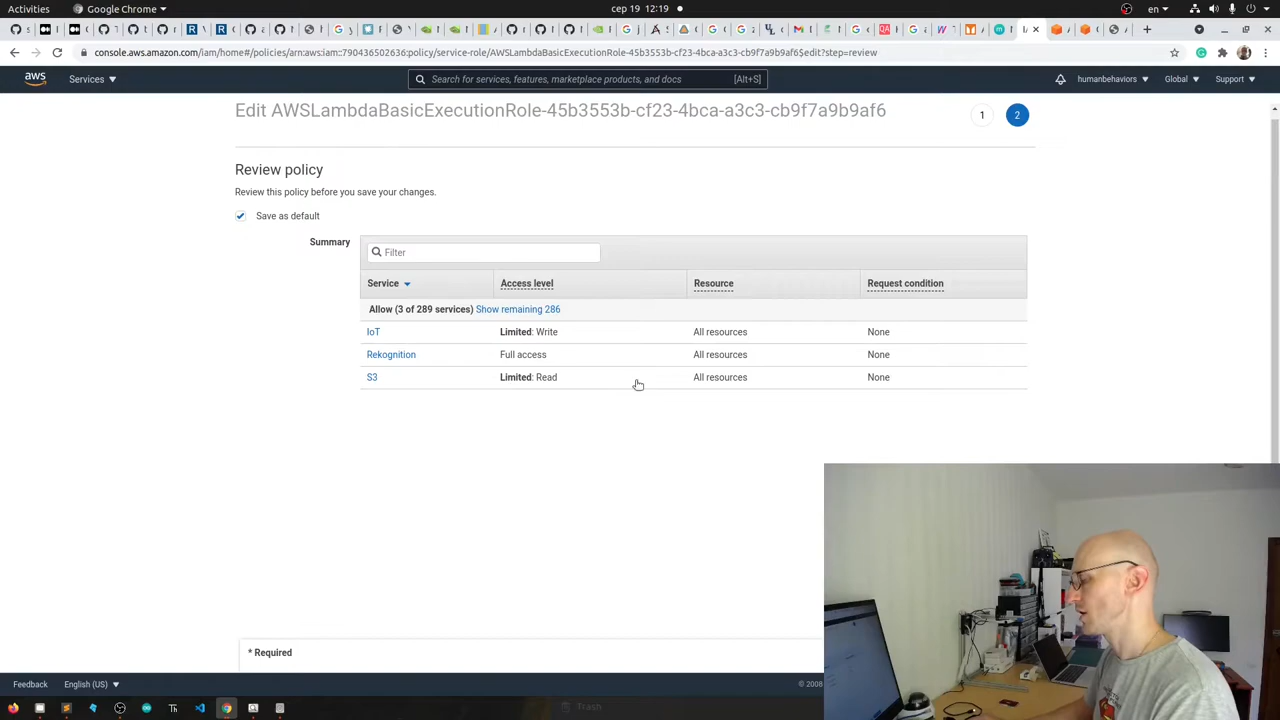 Activities
Google Chrome
сер 19 12:19
en
console.aws.amazon.com/iam/home#/policies/arn:aws:iam::790436502636:policy/service-role/AWSLambdaBasicExecutionRole-45b3553b-cf23-4bca-a3c3-cb9f7a9b9af6$edit?step=review
aws
Services
Search for services, features, marketplace products, and docs
[Alt+S]
humanbehaviors
Global
Support
Edit AWSLambdaBasicExecutionRole-45b3553b-cf23-4bca-a3c3-cb9f7a9b9af6
1
2
Review policy
Review this policy before you save your changes.
Save as default
Summary
Filter
Service
Access level
Resource
Request condition
Allow (3 of 289 services) Show remaining 286
IoT
Limited: Write
All resources
None
Rekognition
Full access
All resources
None
S3
Limited: Read
All resources
None
* Required
Feedback
English (US)
© 2008
Trash